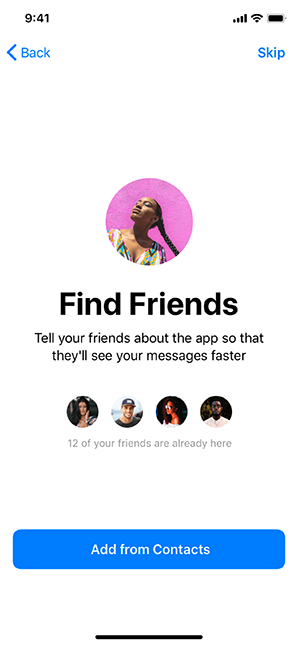 9:41
Back
Skip
Find Friends
Tell your friends about the app so that
they'll see your messages faster
12 of your friends are already here
Add from Contacts